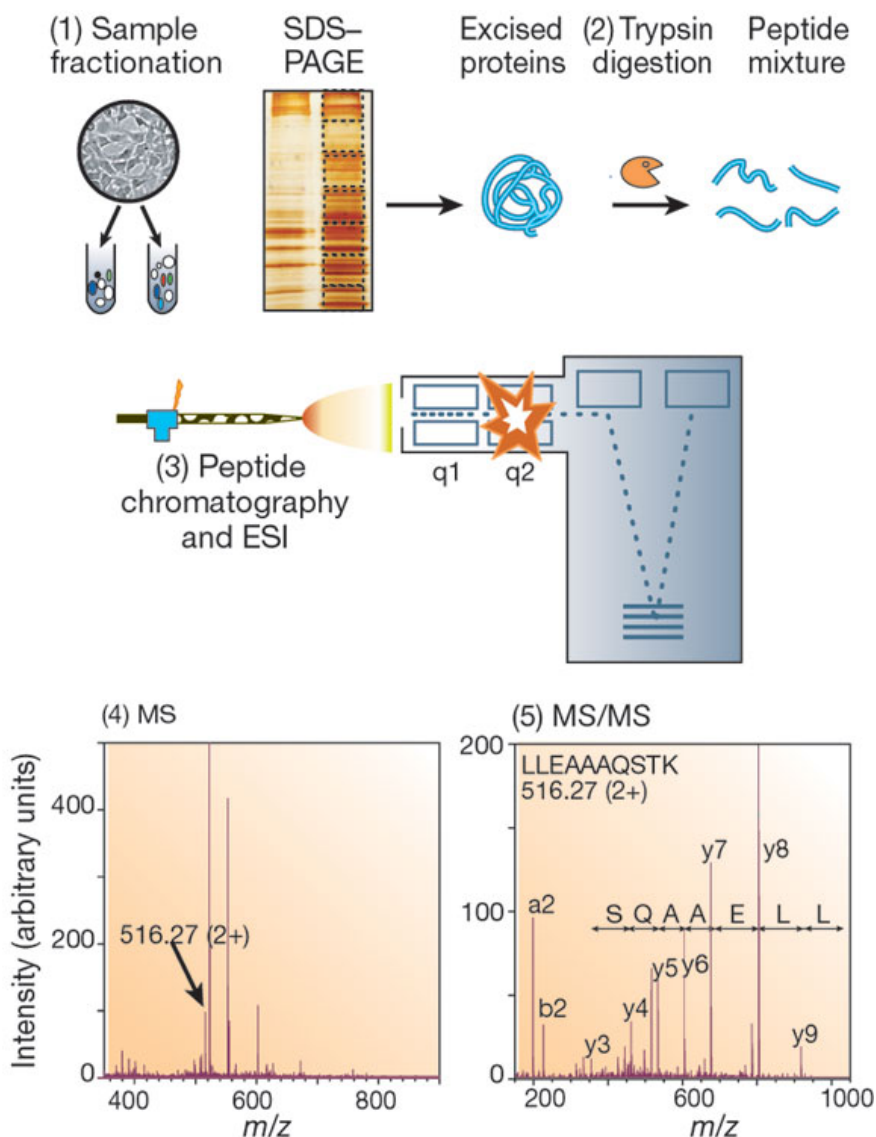 (1) Sample
fractionation
SDS–
PAGE
Excised
proteins
(2) Trypsin
digestion
Peptide
mixture
(3) Peptide
chromatography
and ESI
q1
q2
(4) MS
Intensity (arbitrary units)
400
200
0
516.27 (2+)
400
600
800
m/z
(5) MS/MS
200
100
0
LLEAAAQSTK
516.27 (2+)
y7
y8
a2
S Q A A E L L
y5
y6
b2
y4
y3
y9
200
600
1000
m/z